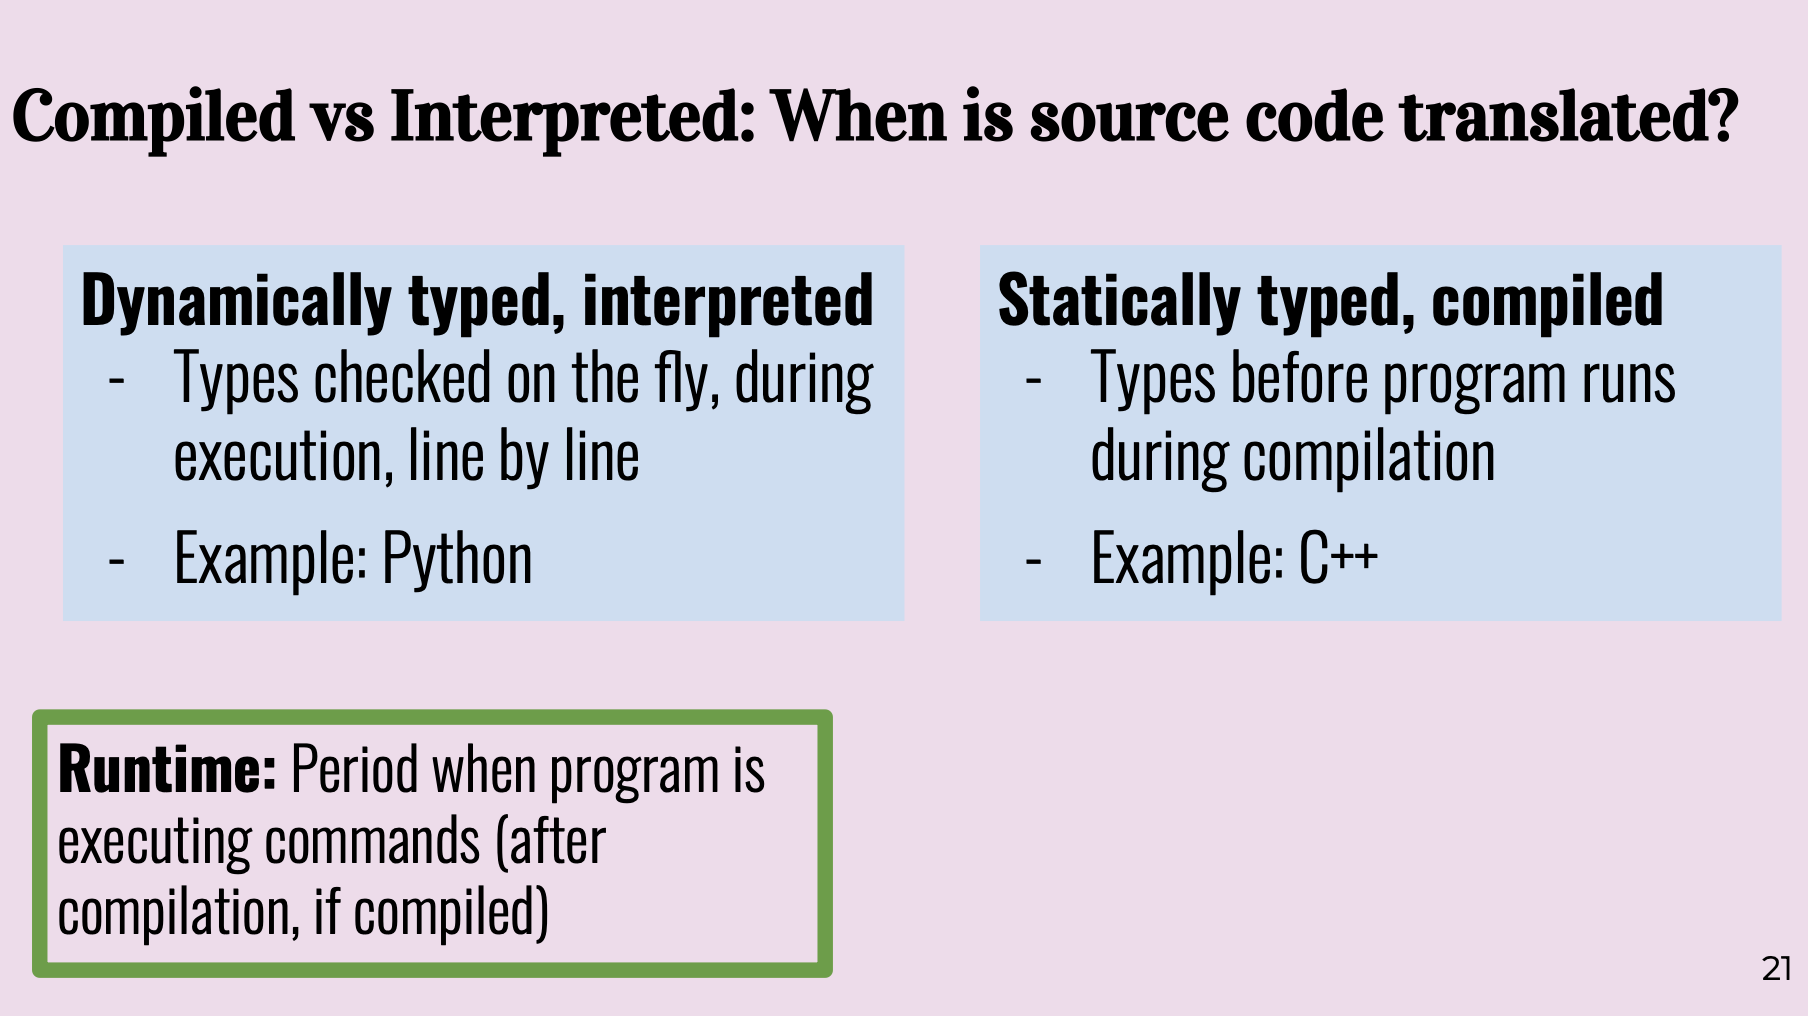 Compiled vs Interpreted: When is source code translated?
Dynamically typed, interpreted
- Types checked on the fly, during
execution, line by line
- Example: Python
Statically typed, compiled
- Types before program runs
during compilation
- Example: C++
Runtime: Period when program is
executing commands (after
compilation, if compiled)
21